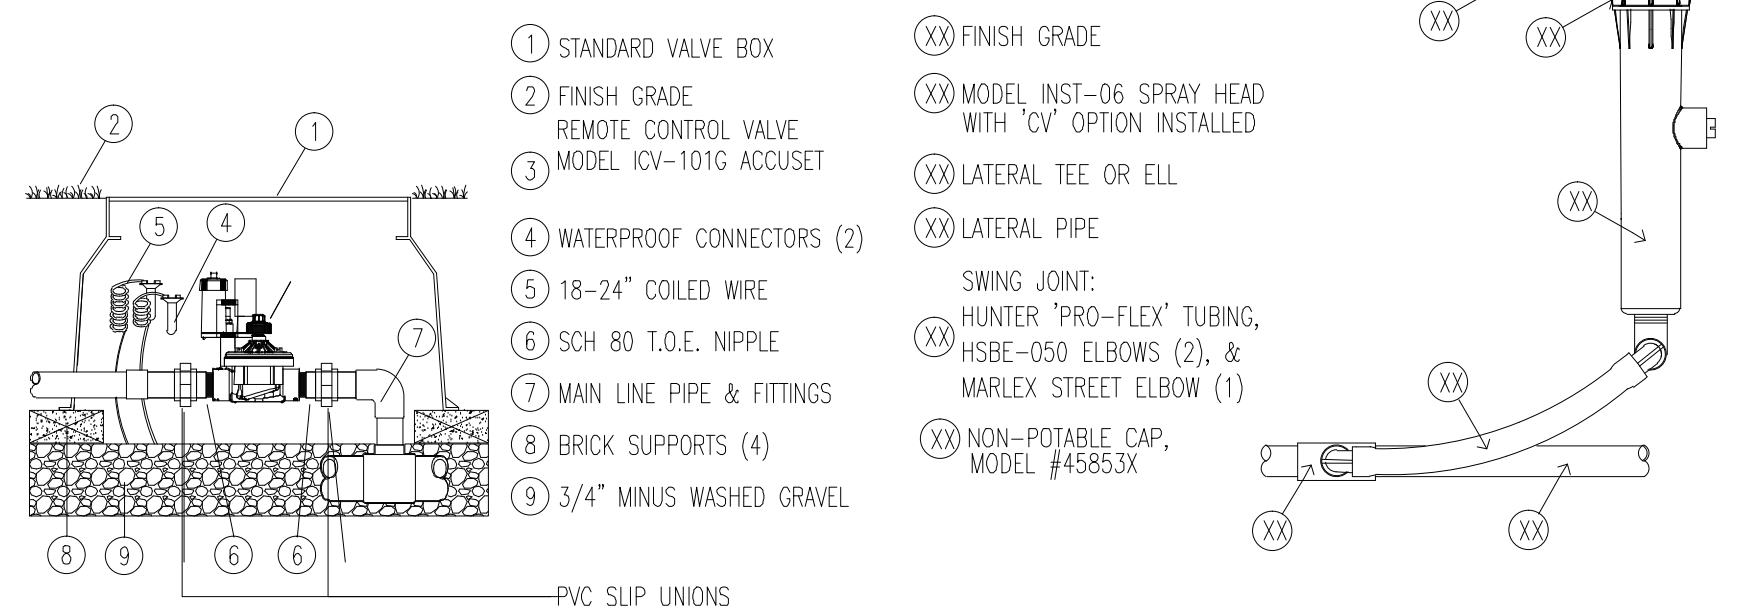 1 STANDARD VALVE BOX
2 FINISH GRADE
REMOTE CONTROL VALVE
3 MODEL ICV-101G ACCUSET
4 WATERPROOF CONNECTORS (2)
5 18-24" COILED WIRE
6 SCH 80 T.O.E. NIPPLE
7 MAIN LINE PIPE & FITTINGS
8 BRICK SUPPORTS (4)
9 3/4" MINUS WASHED GRAVEL
PVC SLIP UNIONS
2
1
5
4
7
8
9
6
6
XX FINISH GRADE
XX MODEL INST-06 SPRAY HEAD
WITH 'CV' OPTION INSTALLED
XX LATERAL TEE OR ELL
XX LATERAL PIPE
SWING JOINT:
HUNTER 'PRO-FLEX' TUBING,
XX HSBE-050 ELBOWS (2), &
MARLEX STREET ELBOW (1)
XX NON-POTABLE CAP,
MODEL #45853X
XX
XX
XX
XX
XX
XX